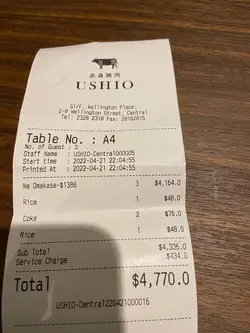 赤身焼肉
USHIO
G1/F, Wellington Place,
2-8 Wellington Street, Central
Tel: 2328 2318 Fax: 28162815
Table No. : A4
No. of Guest : 3
Staff Name : USHIO-Central000005
Start time : 2022-04-21 22:04:55
Printed At : 2022-04-21 22:04:55
Wa Omakase-$1388 3 $4,164.0
Rice 1 $48.0
Coke 2 $76.0
Rice 1 $48.0
Sub Total $4,336.0
Service Charge $434.0
Total $4,770.0
USHIO-Central220421000016